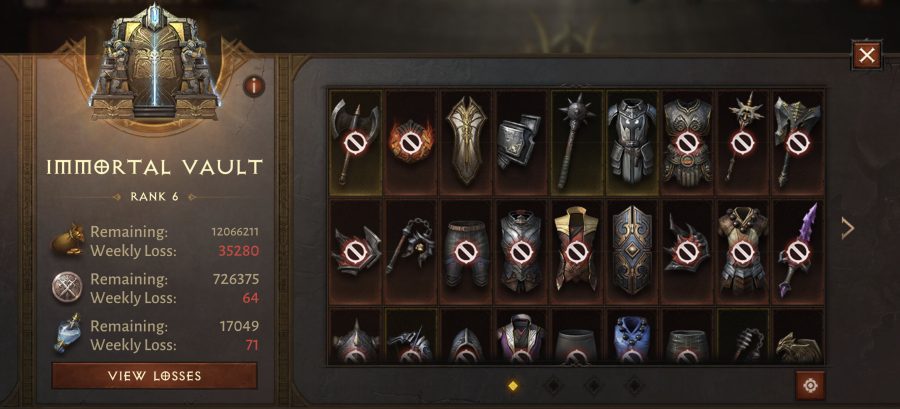 IMMORTAL VAULT
RANK 6
Remaining: 12066211
Weekly Loss: 35280
Remaining: 726375
Weekly Loss: 64
Remaining: 17049
Weekly Loss: 71
VIEW LOSSES